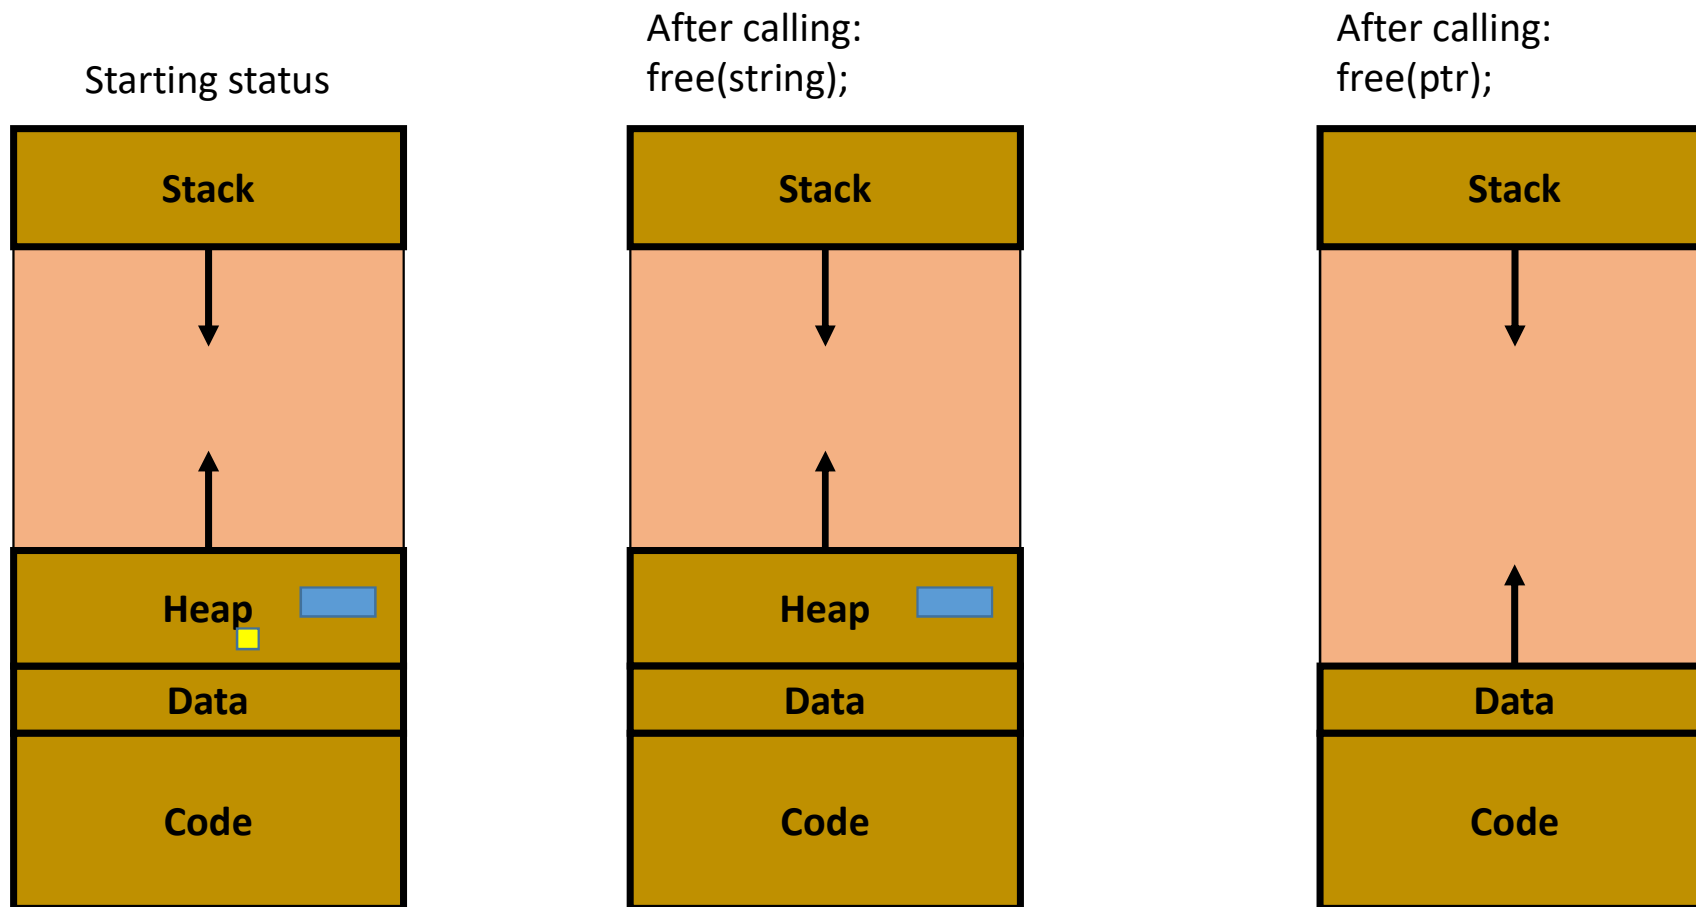 Starting status
Stack
Heap
Data
Code
After calling:
free(string);
Stack
Heap
Data
Code
After calling:
free(ptr);
Stack
Data
Code